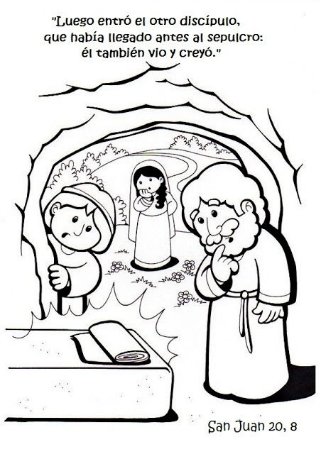 "Luego entró el otro discípulo,
que había llegado antes al sepulcro:
él también vio y creyó."
San Juan 20, 8